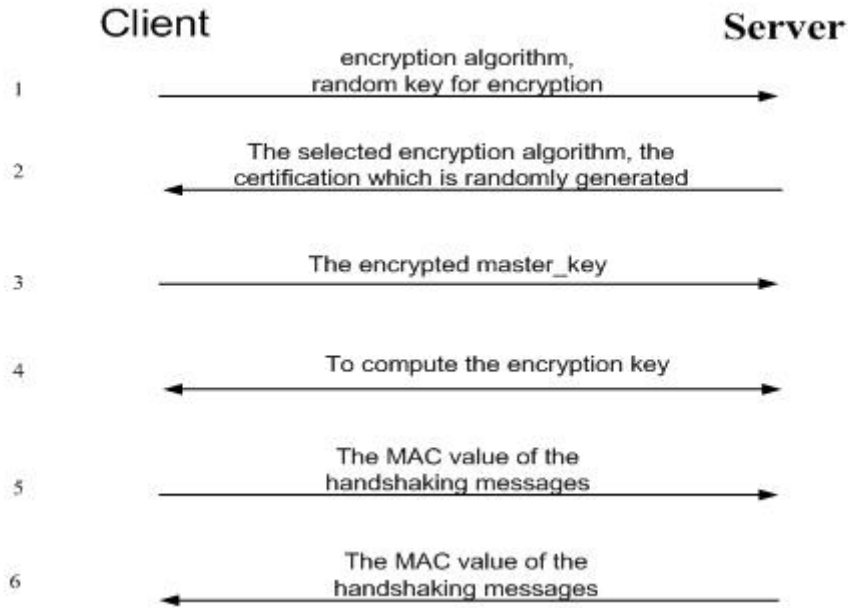 Client
Server
encryption algorithm,
random key for encryption
1
The selected encryption algorithm, the
certification which is randomly generated
2
The encrypted master_key
3
To compute the encryption key
4
The MAC value of the
handshaking messages
5
The MAC value of the
handshaking messages
6